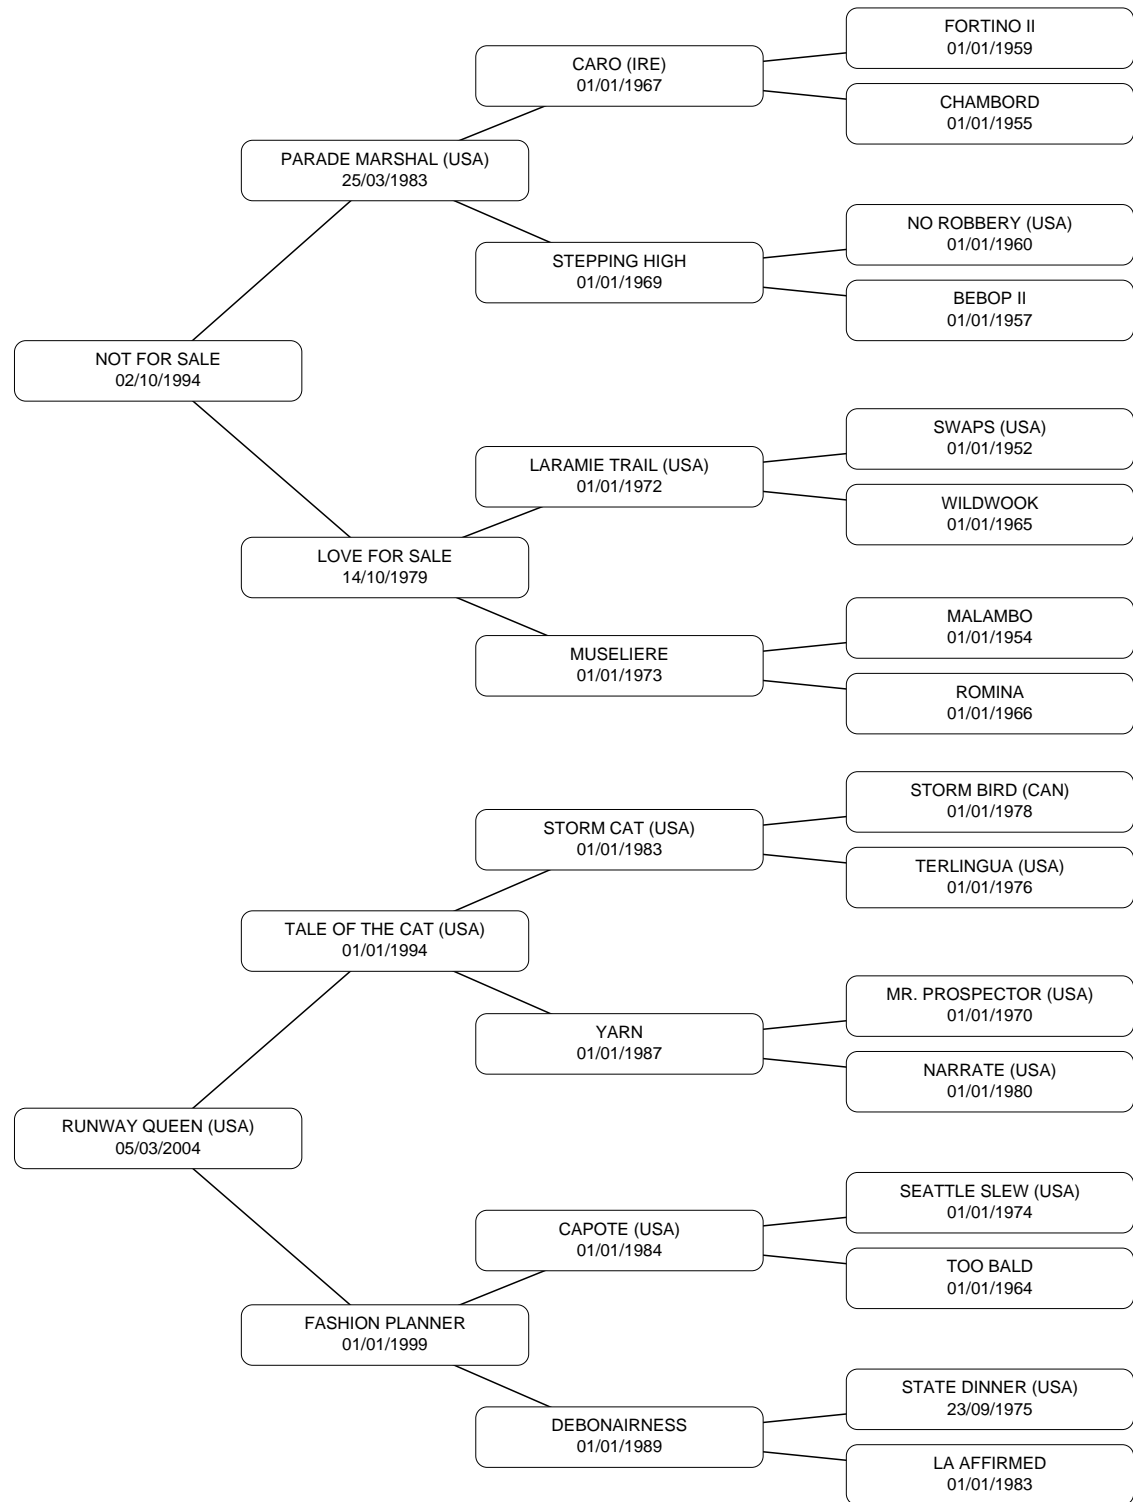 FORTINO II
01/01/1959
CARO (IRE)
01/01/1967
CHAMBORD
01/01/1955
PARADE MARSHAL (USA)
25/03/1983
NO ROBBERY (USA)
01/01/1960
STEPPING HIGH
01/01/1969
BEBOP II
01/01/1957
NOT FOR SALE
02/10/1994
SWAPS (USA)
01/01/1952
LARAMIE TRAIL (USA)
01/01/1972
WILDWOOK
01/01/1965
LOVE FOR SALE
14/10/1979
MALAMBO
01/01/1954
MUSELIERE
01/01/1973
ROMINA
01/01/1966
STORM BIRD (CAN)
01/01/1978
STORM CAT (USA)
01/01/1983
TERLINGUA (USA)
01/01/1976
TALE OF THE CAT (USA)
01/01/1994
MR. PROSPECTOR (USA)
01/01/1970
YARN
01/01/1987
NARRATE (USA)
01/01/1980
RUNWAY QUEEN (USA)
05/03/2004
SEATTLE SLEW (USA)
01/01/1974
CAPOTE (USA)
01/01/1984
TOO BALD
01/01/1964
FASHION PLANNER
01/01/1999
STATE DINNER (USA)
23/09/1975
DEBONAIRNESS
01/01/1989
LA AFFIRMED
01/01/1983